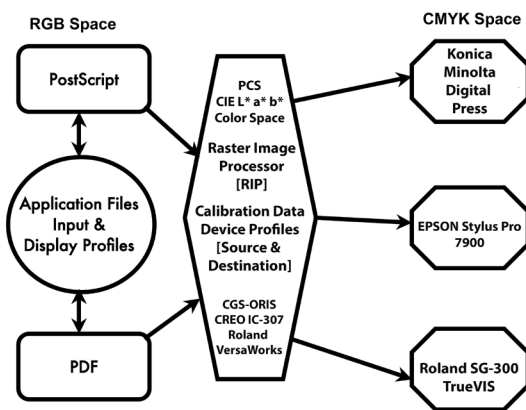 RGB Space
PostScript
Application Files
Input &
Display Profiles
PDF
PCS
CIE L* a* b*
Color Space
Raster Image
Processor
[RIP]
Calibration Data
Device Profiles
[Source &
Destination]
CGS-ORIS
CREO IC-307
Roland
VersaWorks
CMYK Space
Konica
Minolta
Digital
Press
EPSON Stylus Pro
7900
Roland SG-300
TrueVIS